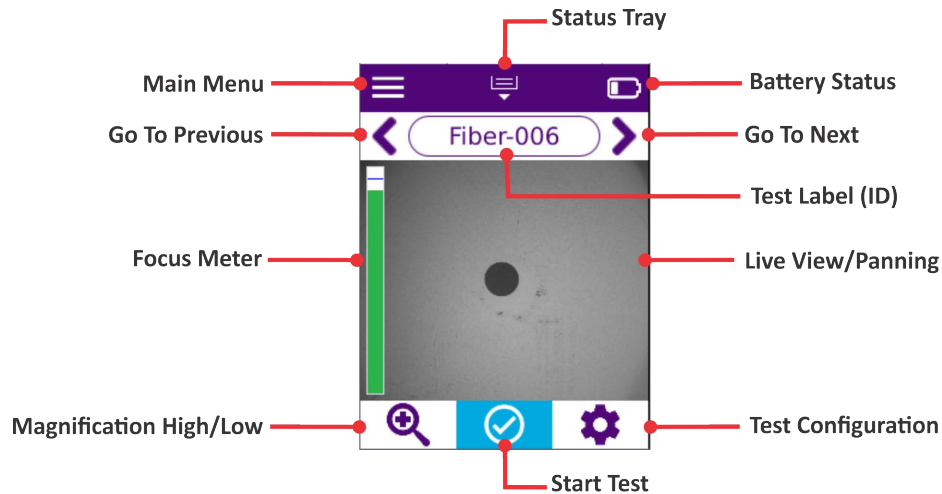 Status Tray
Main Menu
Battery Status
Go To Previous
Fiber-006
Go To Next
Test Label (ID)
Focus Meter
Live View/Panning
Magnification High/Low
Test Configuration
Start Test